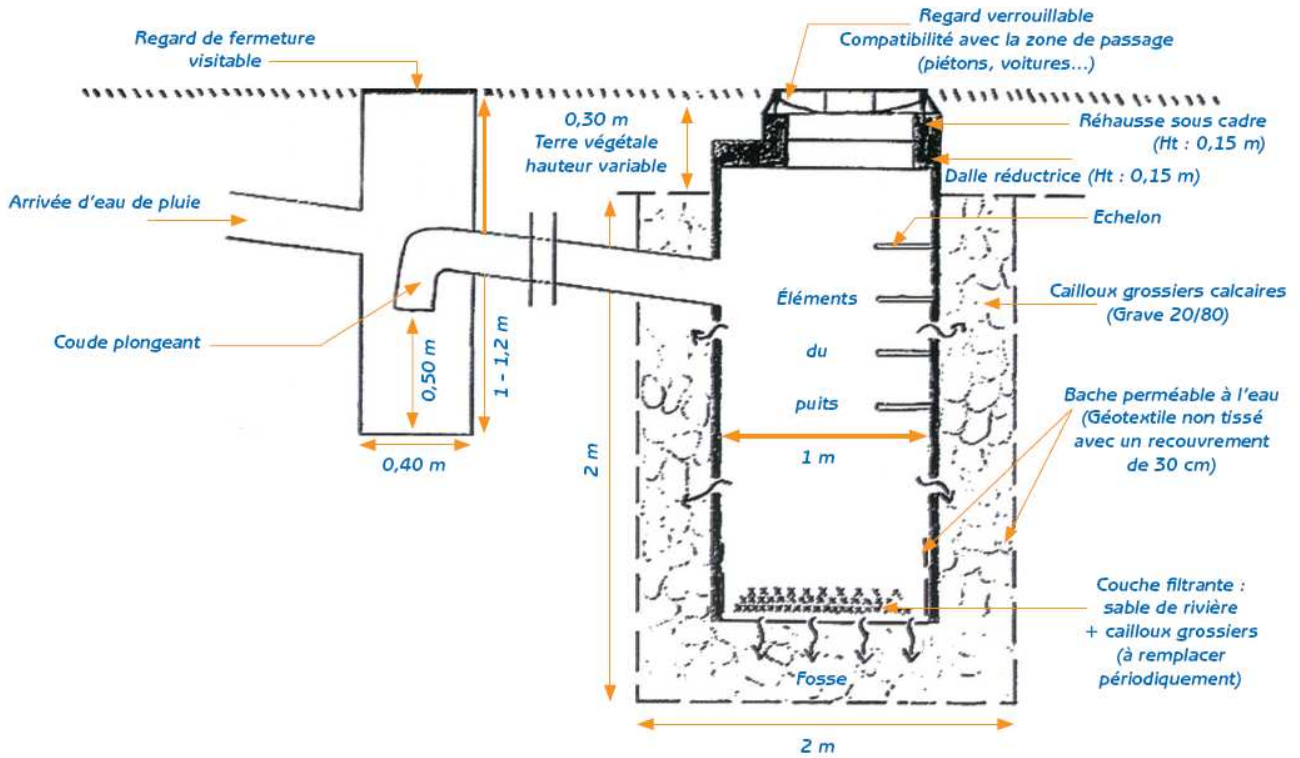 Regard de fermeture
visitable
Regard verrouillable
Compatibilité avec la zone de passage
(piétons, voitures...)
0,30 m
Terre végétale
hauteur variable
Réhausse sous cadre
(Ht : 0,15 m)
Dalle réductrice (Ht : 0,15 m)
Arrivée d'eau de pluie
Echelon
Éléments
du
puits
Cailloux grossiers calcaires
(Grave 20/80)
Coude plongeant
0,50 m
1 - 1,2 m
0,40 m
2 m
1 m
Bache perméable à l'eau
(Géotextile non tissé
avec un recouvrement
de 30 cm)
Couche filtrante :
sable de rivière
+ cailloux grossiers
(à remplacer
périodiquement)
Fosse
2 m